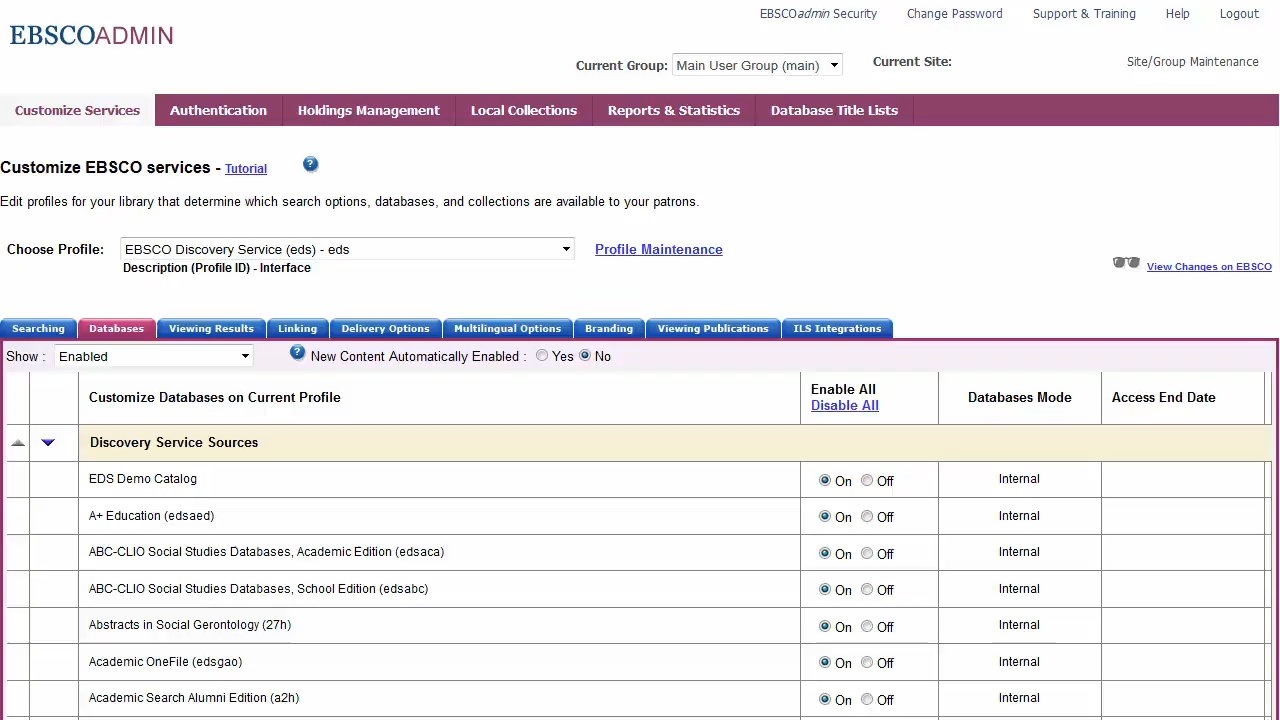 EBSCOadmin Security Change Password Support & Training Help Logout
EBSCOADMIN
Current Group: Main User Group (main) Current Site: Site/Group Maintenance
Customize Services Authentication Holdings Management Local Collections Reports & Statistics Database Title Lists
Customize EBSCO services - Tutorial ?
Edit profiles for your library that determine which search options, databases, and collections are available to your patrons.
Choose Profile: EBSCO Discovery Service (eds) - eds Profile Maintenance
Description (Profile ID) - Interface View Changes on EBSCO
Searching Databases Viewing Results Linking Delivery Options Multilingual Options Branding Viewing Publications ILS Integrations
Show : Enabled ? New Content Automatically Enabled : Yes No
Customize Databases on Current Profile Enable All Databases Mode Access End Date
Disable All
Discovery Service Sources
EDS Demo Catalog On Off Internal
A+ Education (edsaed) On Off Internal
ABC-CLIO Social Studies Databases, Academic Edition (edsaca) On Off Internal
ABC-CLIO Social Studies Databases, School Edition (edsabc) On Off Internal
Abstracts in Social Gerontology (27h) On Off Internal
Academic OneFile (edsgao) On Off Internal
Academic Search Alumni Edition (a2h) On Off Internal